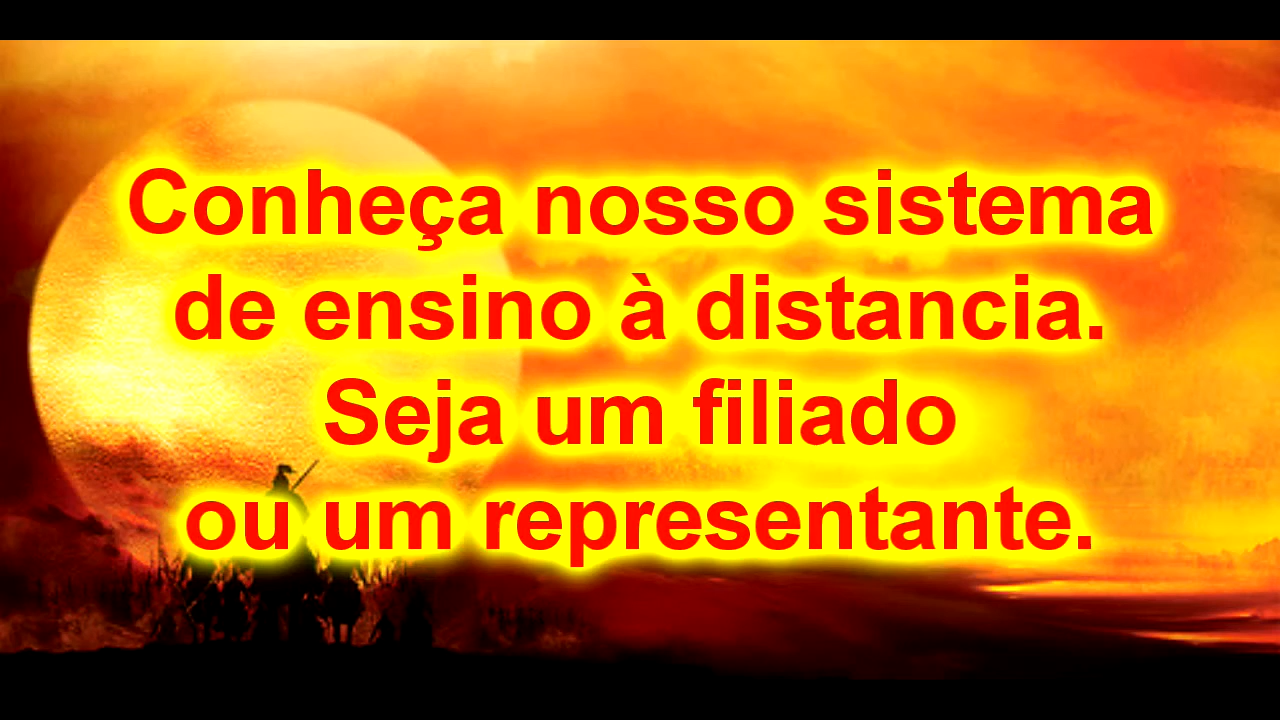 Conheça nosso sistema
de ensino à distancia.
Seja um filiado
ou um representante.